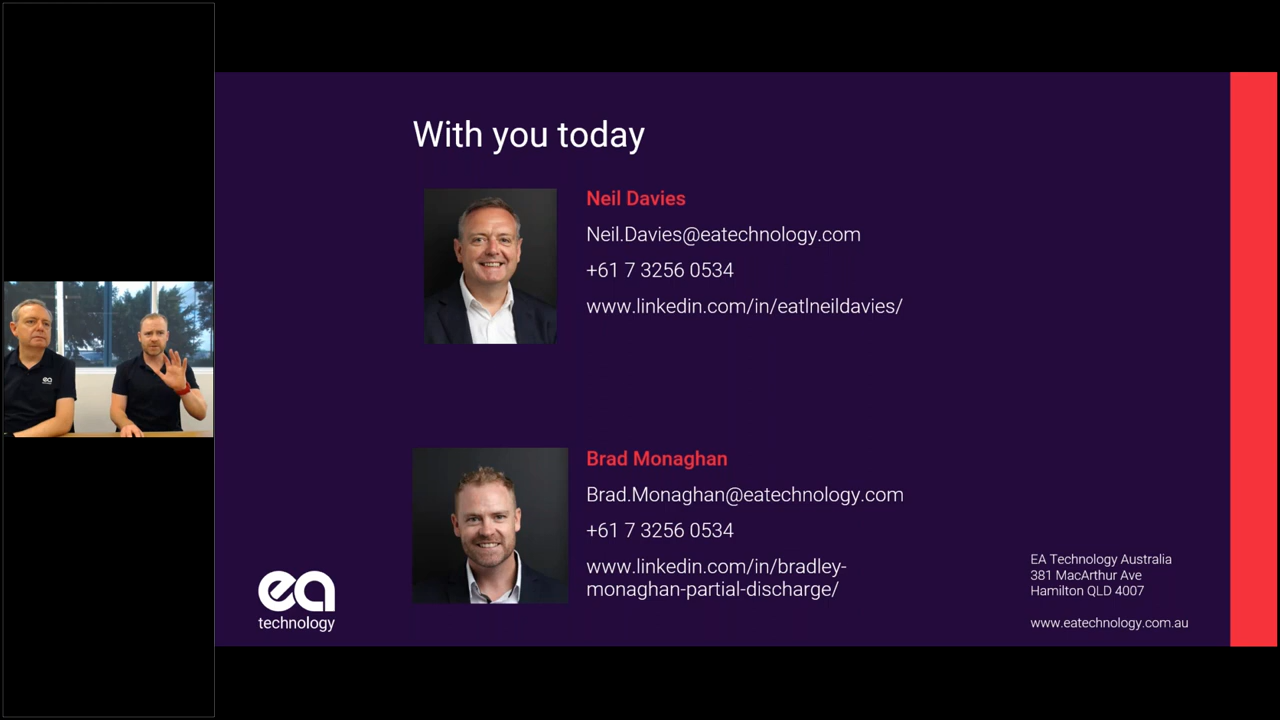 With you today
Neil Davies
Neil.Davies@eatechnology.com
+61 7 3256 0534
www.linkedin.com/in/eatlneildavies/
Brad Monaghan
Brad.Monaghan@eatechnology.com
+61 7 3256 0534
www.linkedin.com/in/bradley-
monaghan-partial-discharge/
ea
technology
EA Technology Australia
381 MacArthur Ave
Hamilton QLD 4007
www.eatechnology.com.au
ea